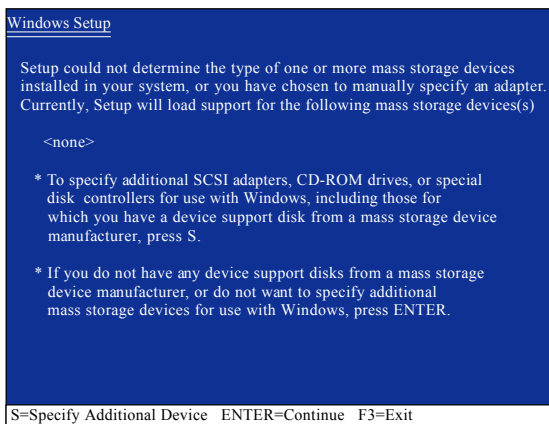 Windows Setup
Setup could not determine the type of one or more mass storage devices
installed in your system, or you have chosen to manually specify an adapter.
Currently, Setup will load support for the following mass storage devices(s)
<none>
* To specify additional SCSI adapters, CD-ROM drives, or special
disk controllers for use with Windows, including those for
which you have a device support disk from a mass storage device
manufacturer, press S.
* If you do not have any device support disks from a mass storage
device manufacturer, or do not want to specify additional
mass storage devices for use with Windows, press ENTER.
S=Specify Additional Device ENTER=Continue F3=Exit